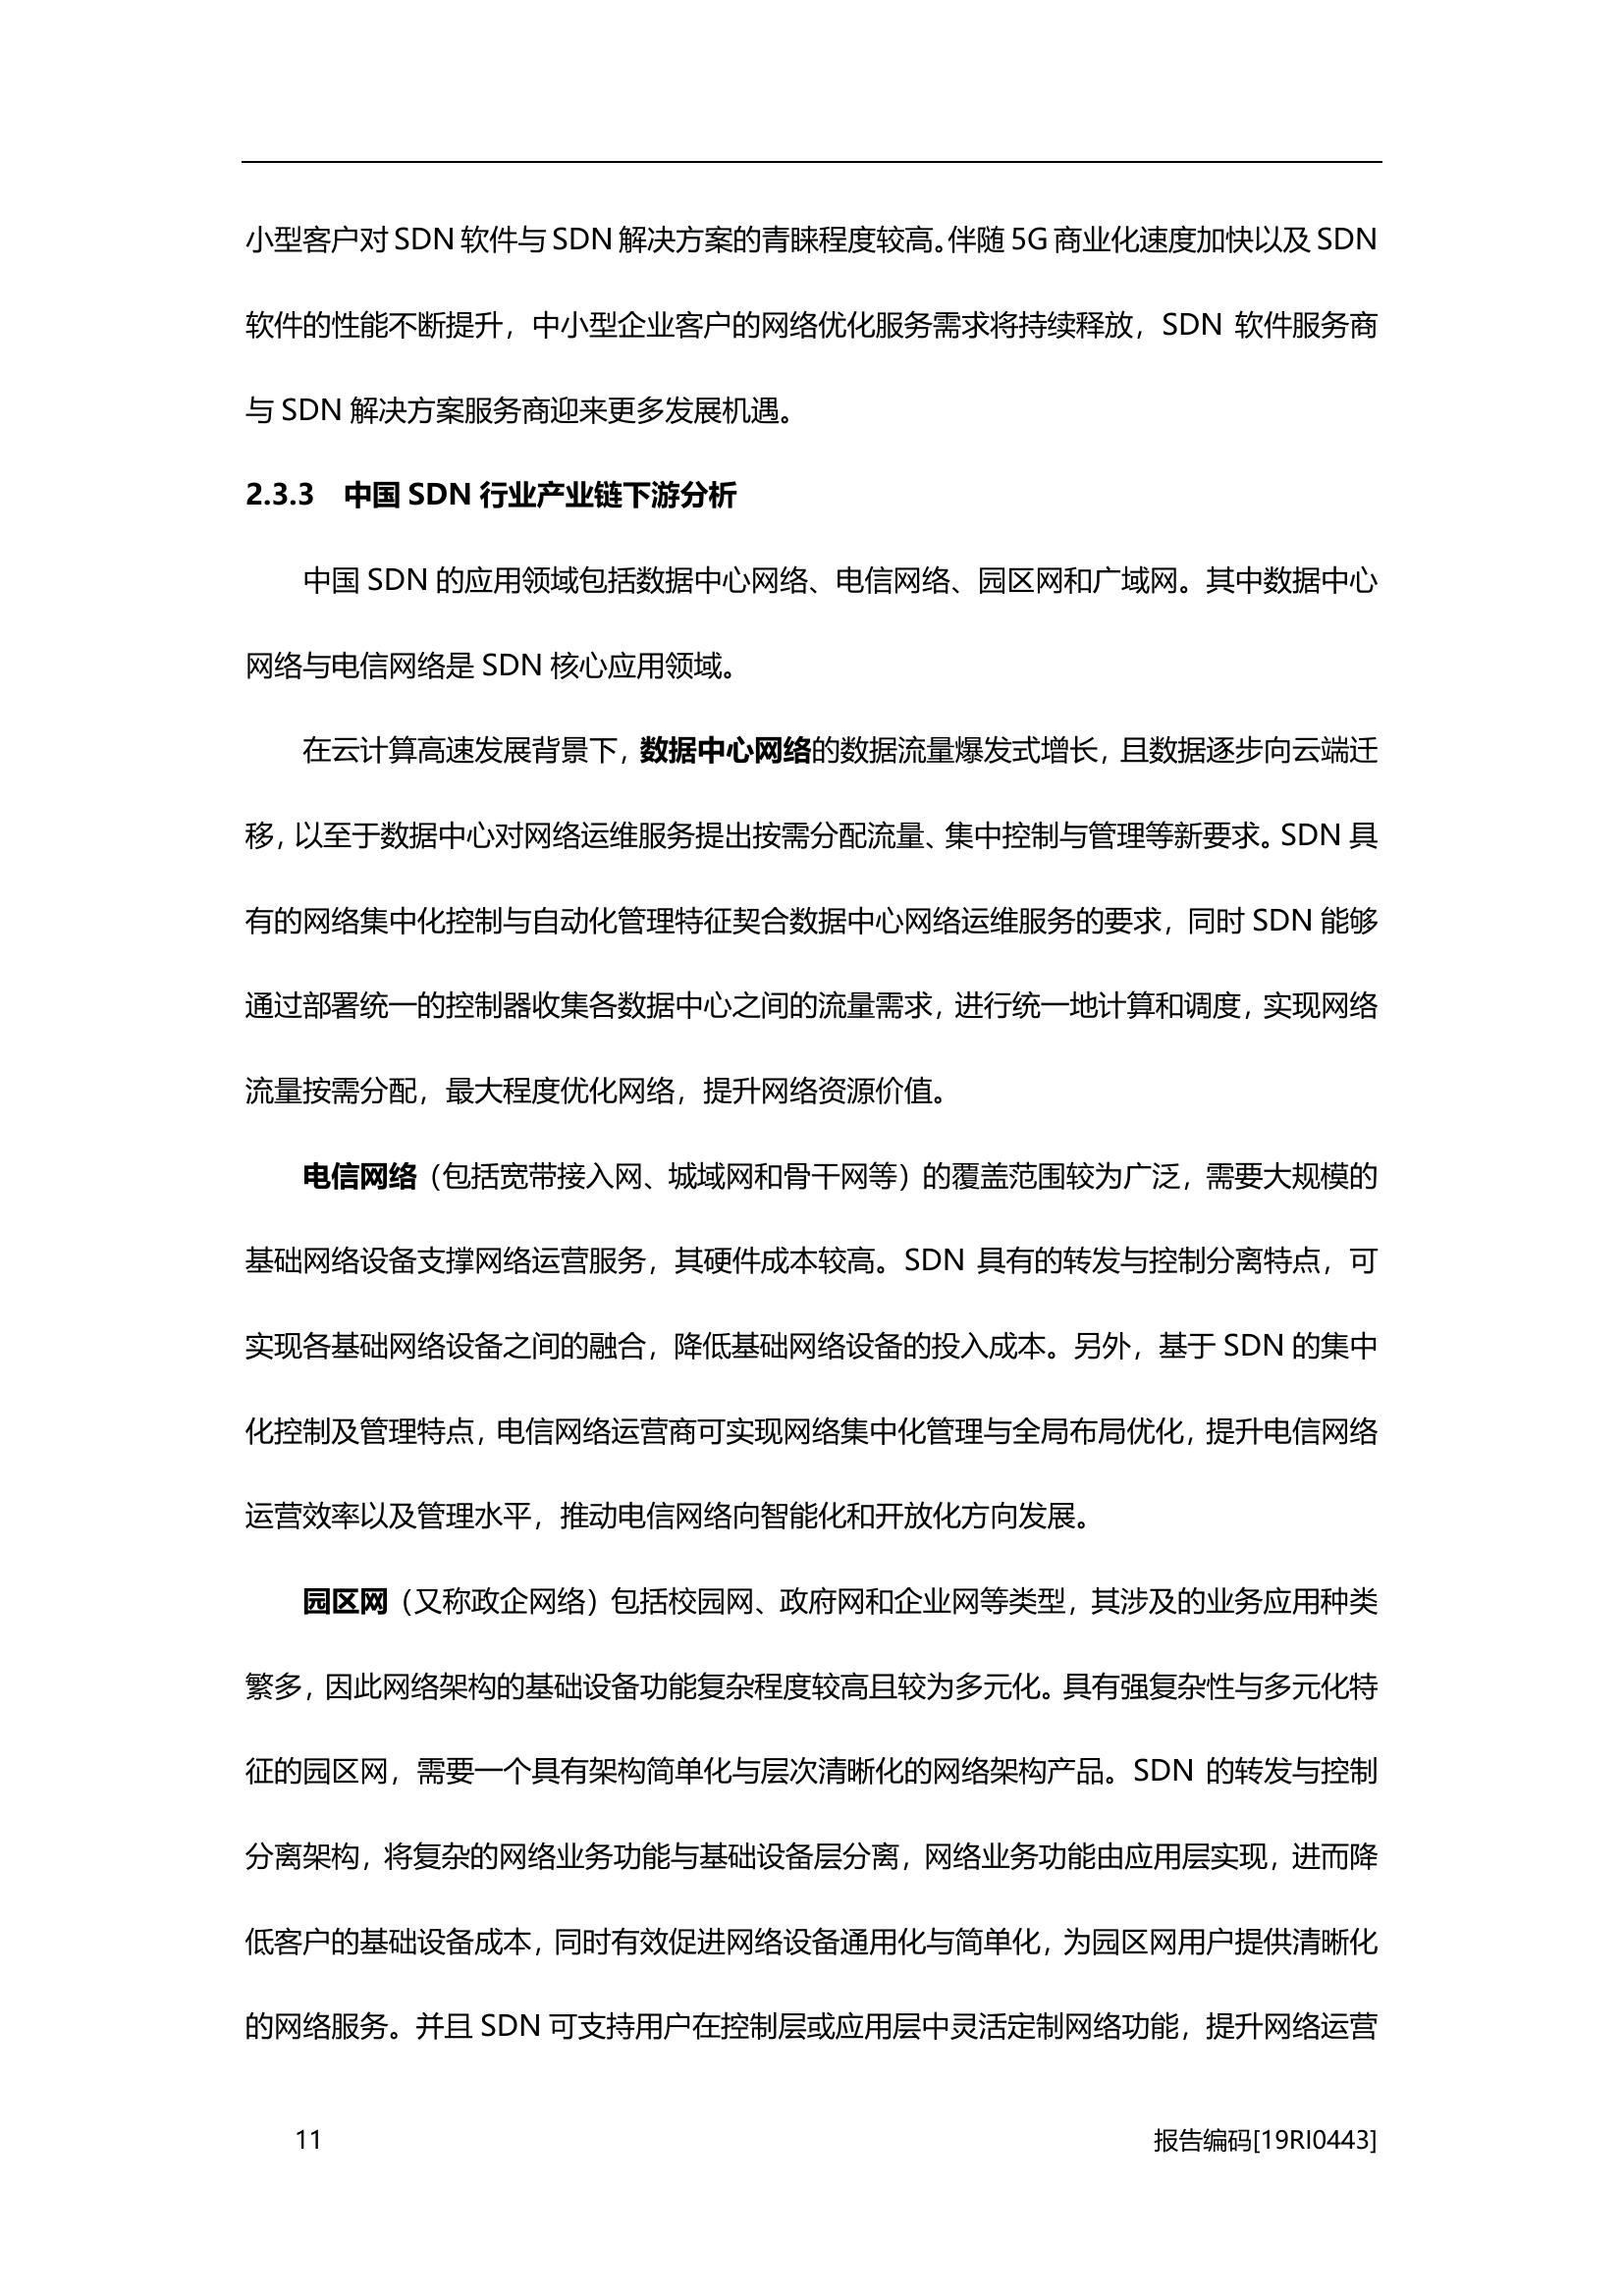 小型客户对 SDN 软件与 SDN 解决方案的青睐程度较高。伴随 5G 商业化速度加快以及 SDN
软件的性能不断提升，中小型企业客户的网络优化服务需求将持续释放，SDN 软件服务商
与 SDN 解决方案服务商迎来更多发展机遇。
2.3.3 中国 SDN 行业产业链下游分析
中国 SDN 的应用领域包括数据中心网络、电信网络、园区网和广域网。其中数据中心
网络与电信网络是 SDN 核心应用领域。
在云计算高速发展背景下，数据中心网络的数据流量爆发式增长，且数据逐步向云端迁
移，以至于数据中心对网络运维服务提出按需分配流量、集中控制与管理等新要求。SDN 具
有的网络集中化控制与自动化管理特征契合数据中心网络运维服务的要求，同时 SDN 能够
通过部署统一的控制器收集各数据中心之间的流量需求，进行统一地计算和调度，实现网络
流量按需分配，最大程度优化网络，提升网络资源价值。
电信网络（包括宽带接入网、城域网和骨干网等）的覆盖范围较为广泛，需要大规模的
基础网络设备支撑网络运营服务，其硬件成本较高。SDN 具有的转发与控制分离特点，可
实现各基础网络设备之间的融合，降低基础网络设备的投入成本。另外，基于 SDN 的集中
化控制及管理特点，电信网络运营商可实现网络集中化管理与全局布局优化，提升电信网络
运营效率以及管理水平，推动电信网络向智能化和开放化方向发展。
园区网（又称政企网络）包括校园网、政府网和企业网等类型，其涉及的业务应用种类
繁多，因此网络架构的基础设备功能复杂程度较高且较为多元化。具有强复杂性与多元化特
征的园区网，需要一个具有架构简单化与层次清晰化的网络架构产品。SDN 的转发与控制
分离架构，将复杂的网络业务功能与基础设备层分离，网络业务功能由应用层实现，进而降
低客户的基础设备成本，同时有效促进网络设备通用化与简单化，为园区网用户提供清晰化
的网络服务。并且 SDN 可支持用户在控制层或应用层中灵活定制网络功能，提升网络运营
11 报告编码[19RI0443]